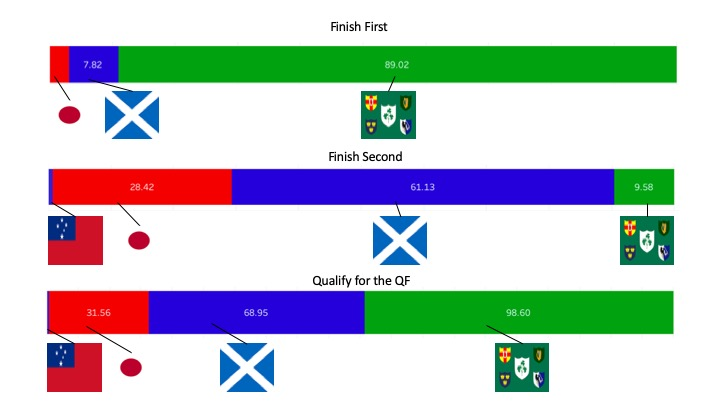 Finish First
7.82 89.02
Finish Second
28.42 61.13 9.58
Qualify for the QF
31.56 68.95 98.60